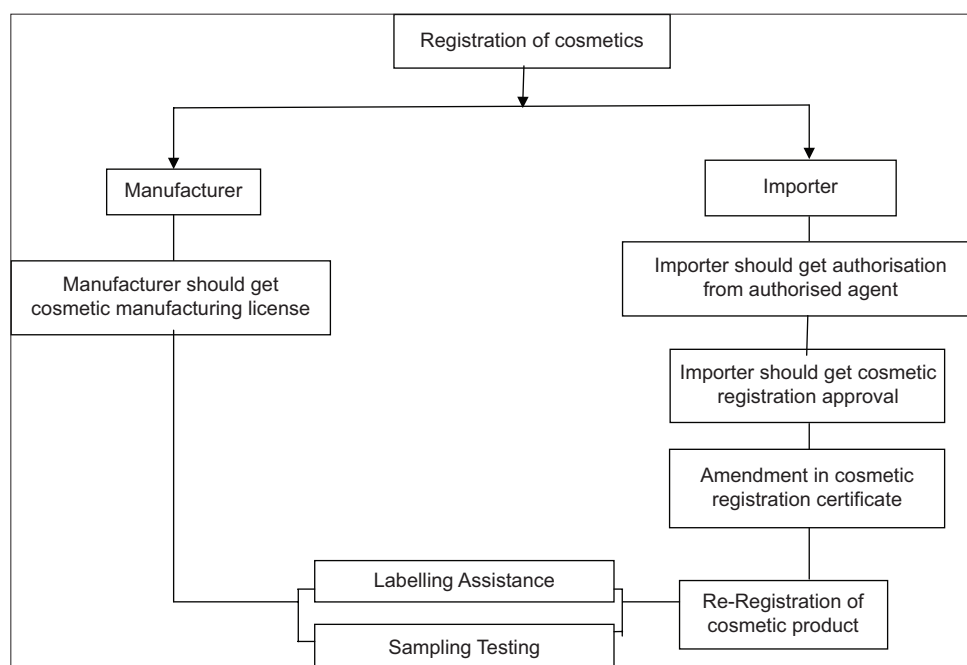 Registration of cosmetics
Manufacturer
Importer
Manufacturer should get
cosmetic manufacturing license
Importer should get authorisation
from authorised agent
Importer should get cosmetic
registration approval
Amendment in cosmetic
registration certificate
Labelling Assistance
Re-Registration of
cosmetic product
Sampling Testing